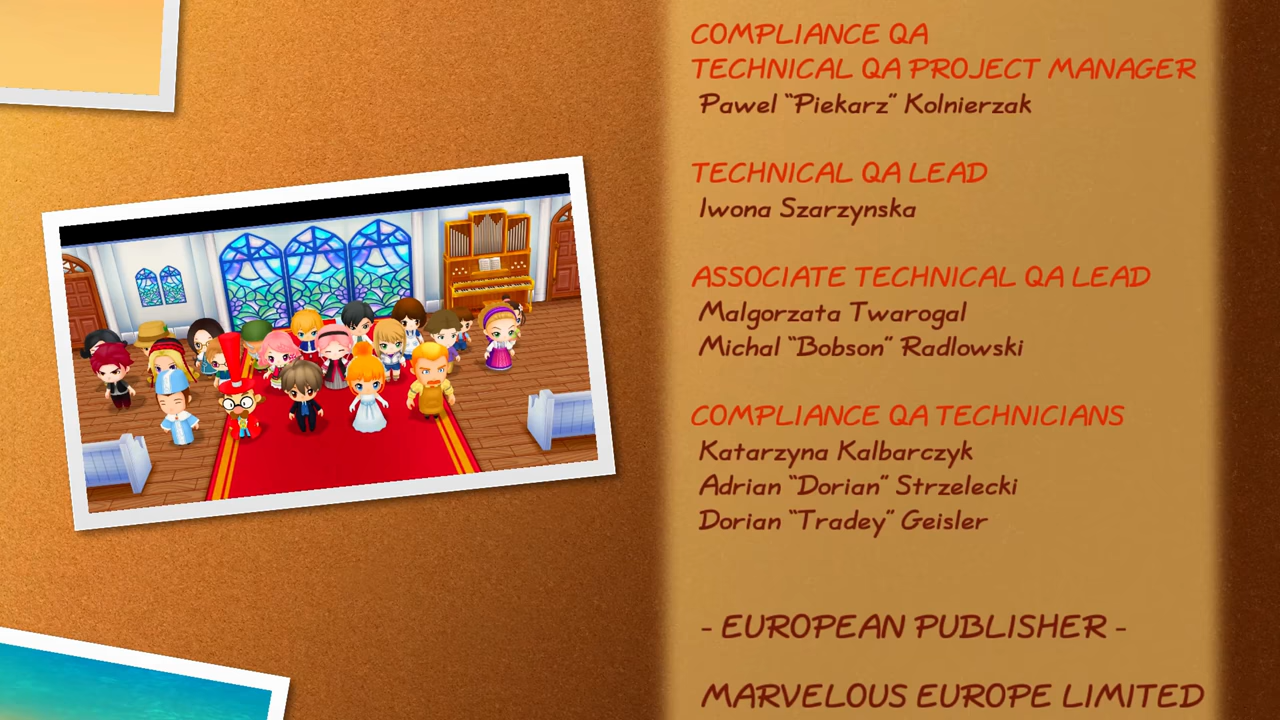 COMPLIANCE QA
TECHNICAL QA PROJECT MANAGER
Pawel “Piekarz” Kolnierzak
TECHNICAL QA LEAD
Iwona Szarzynska
ASSOCIATE TECHNICAL QA LEAD
Malgorzata Twarogal
Michal “Bobson” Radlowski
COMPLIANCE QA TECHNICIANS
Katarzyna Kalbarczyk
Adrian “Dorian” Strzelecki
Dorian “Tradey” Geisler
- EUROPEAN PUBLISHER -
MARVELOUS EUROPE LIMITED